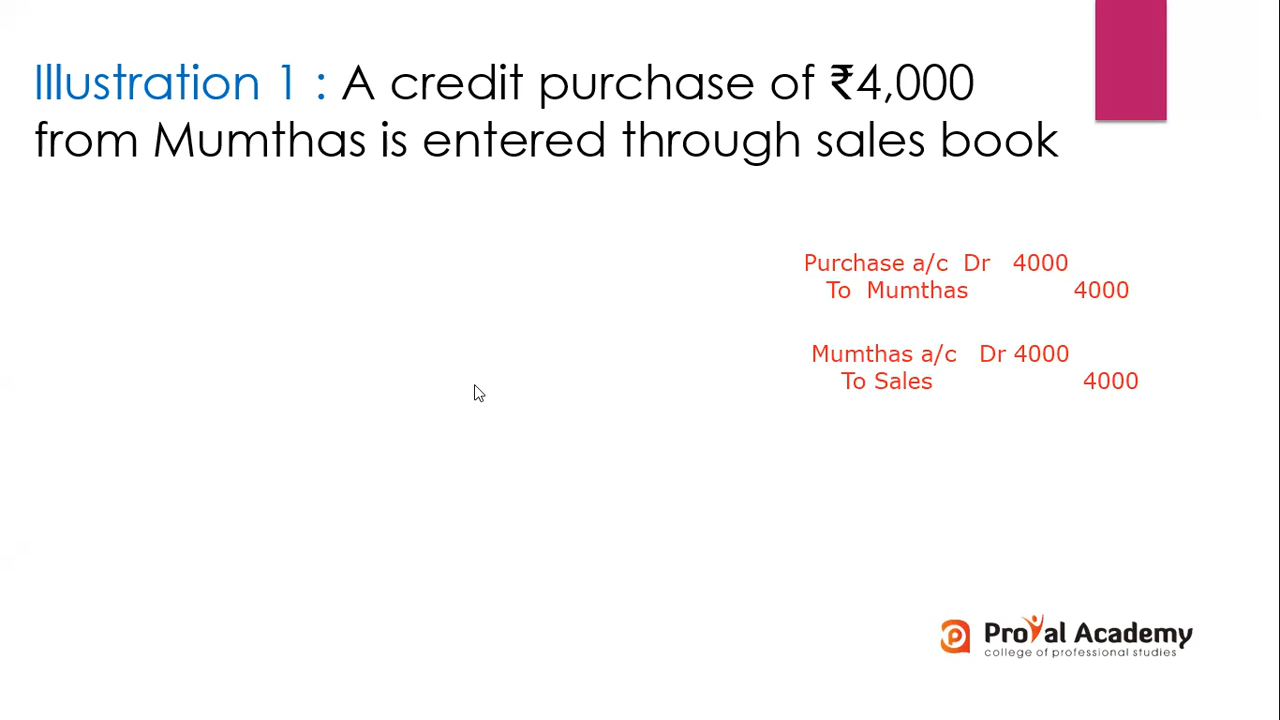 Illustration 1 : A credit purchase of ₹4,000
from Mumthas is entered through sales book
Purchase a/c Dr 4000
To Mumthas 4000
Mumthas a/c Dr 4000
To Sales 4000
ProVal Academy
college of professional studies